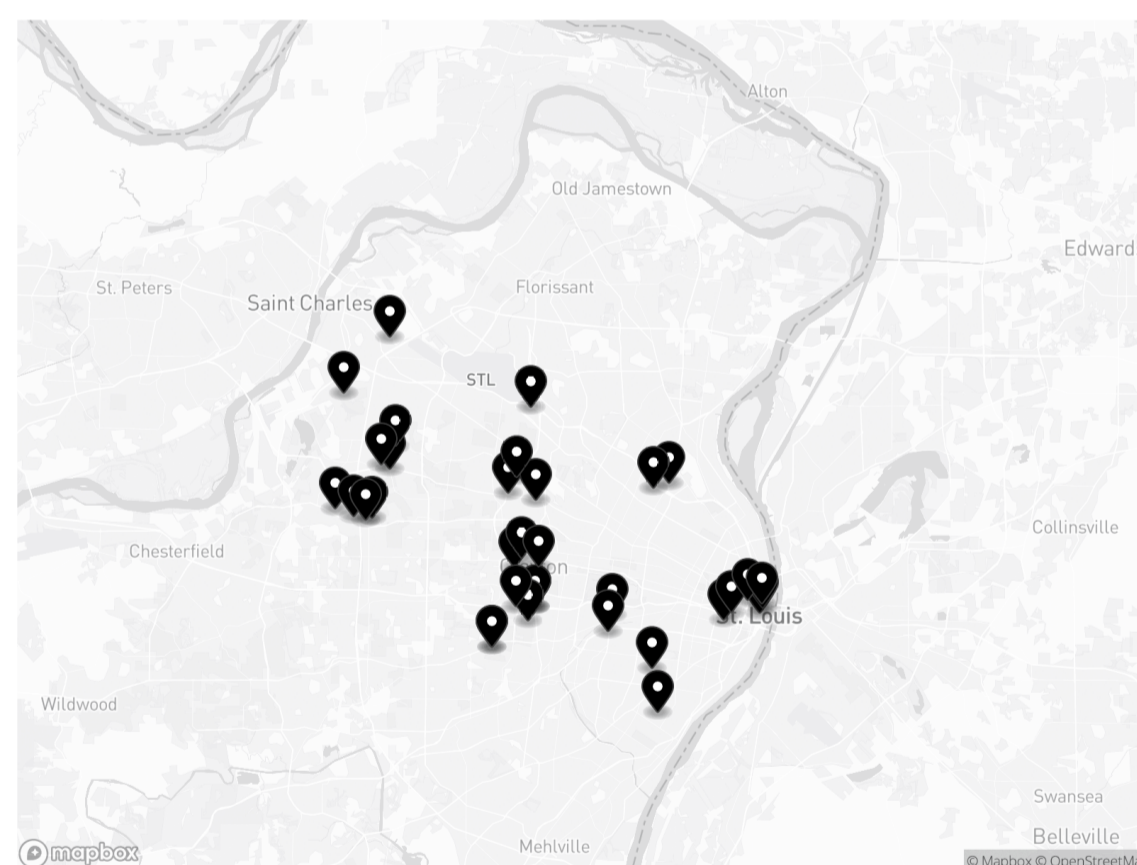 Alton
Old Jamestown
Edward
St. Peters
Florissant
Saint Charles
STL
Collinsville
Chesterfield
St. Louis
Wildwood
Swansea
Belleville
Mehlville
mapbox
© Mapbox © OpenStreetMa